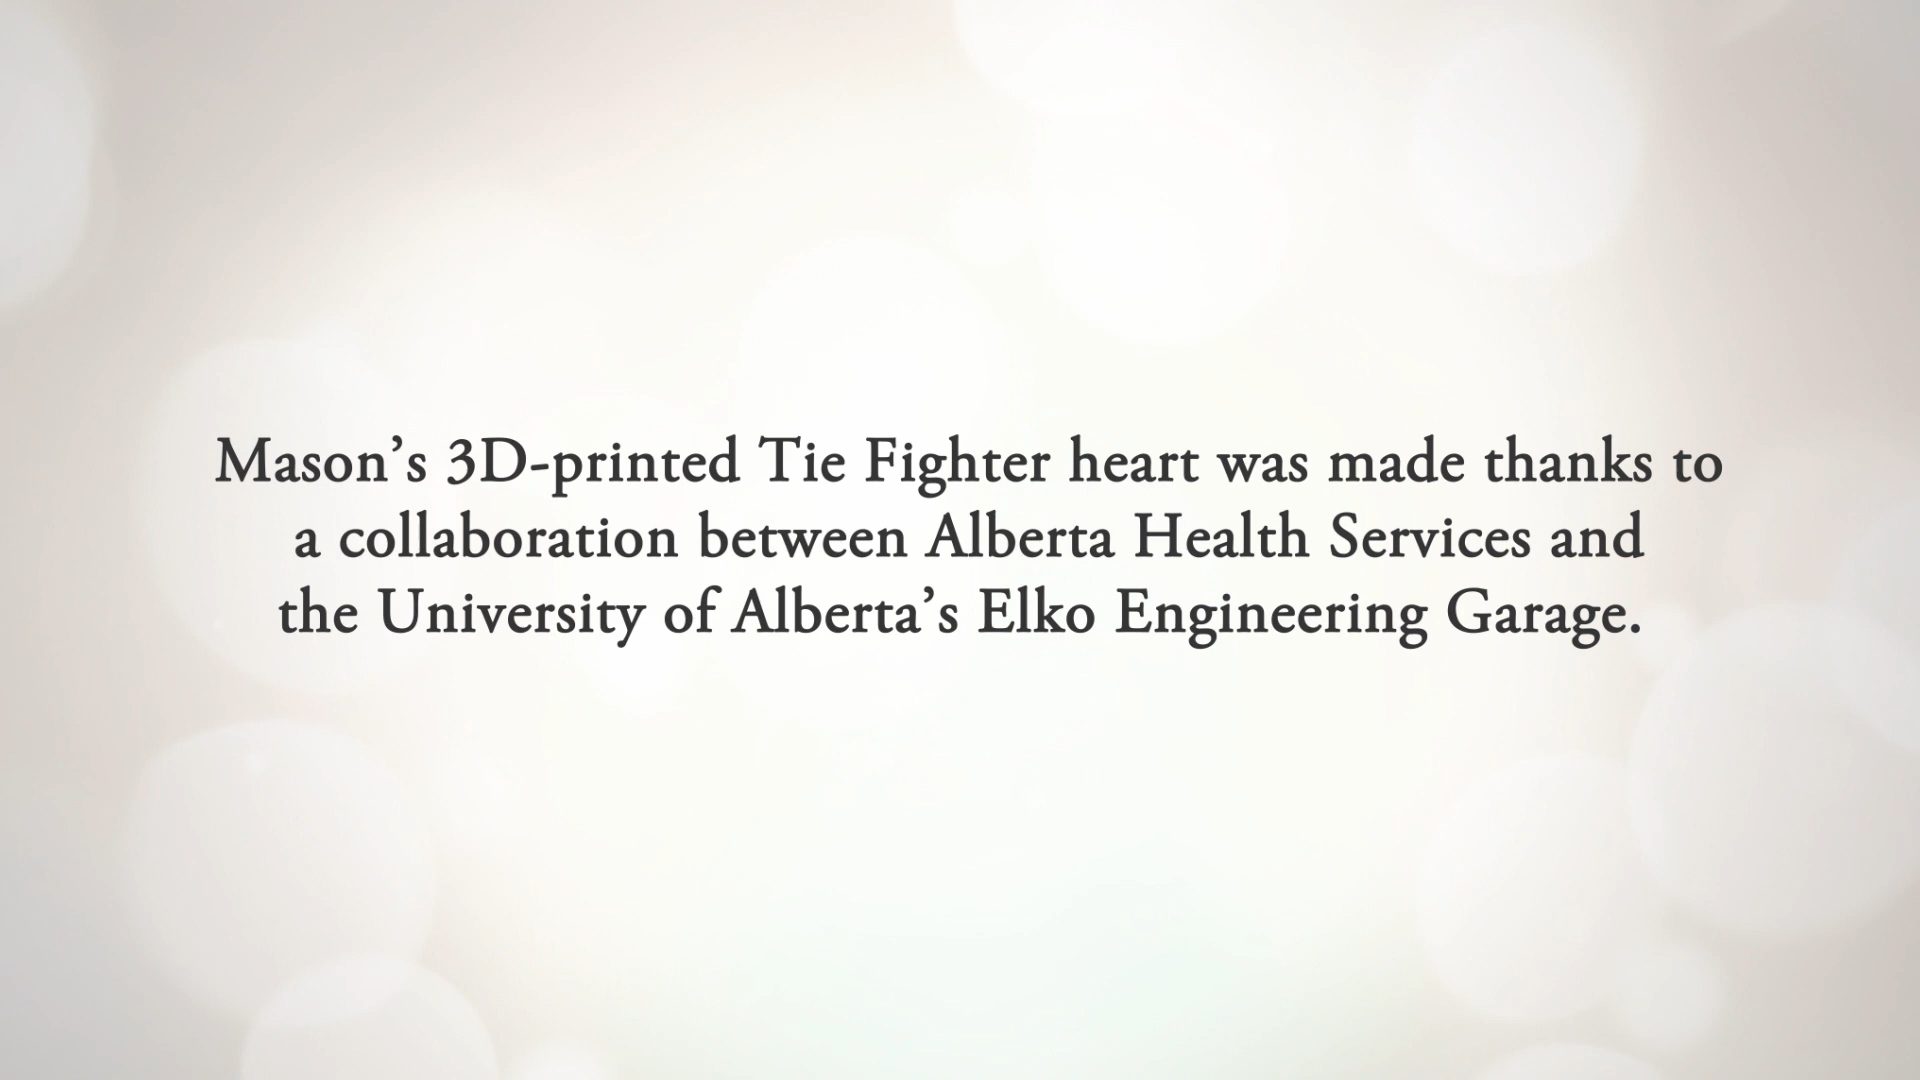 Mason’s 3D-printed Tie Fighter heart was made thanks to
a collaboration between Alberta Health Services and
the University of Alberta’s Elko Engineering Garage.